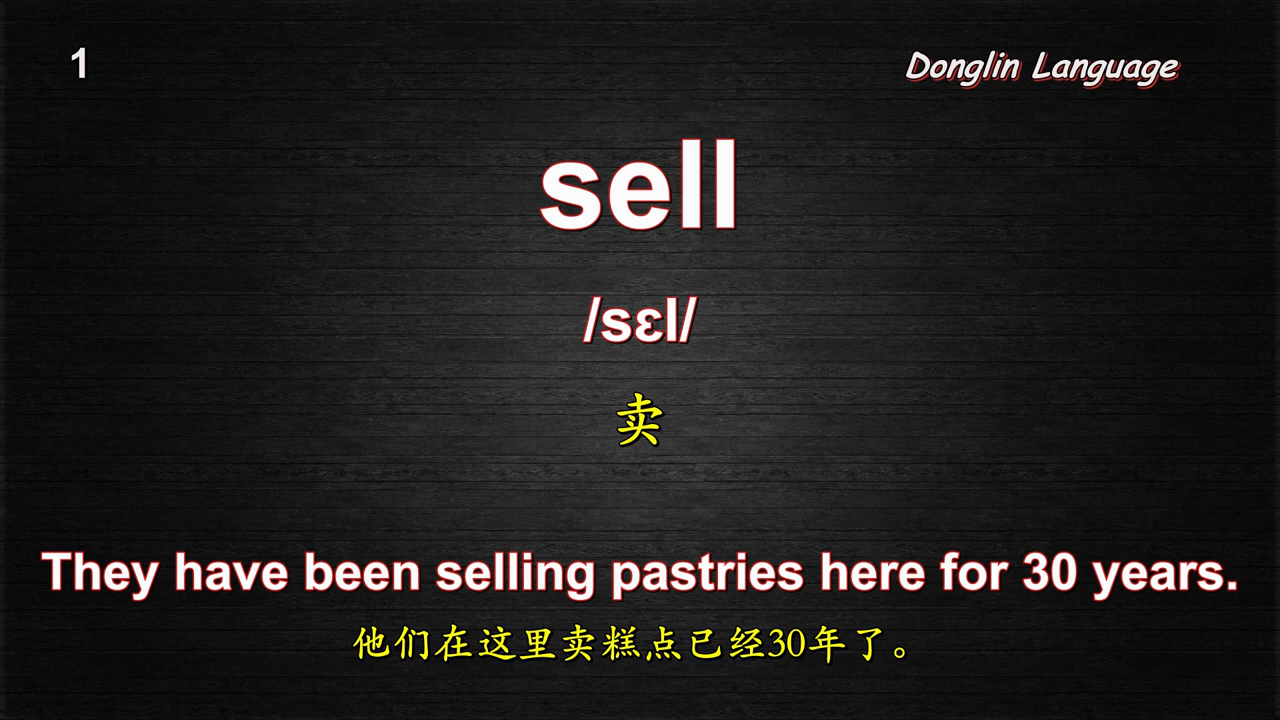 1
Donglin Language
sell
/sɛl/
卖
They have been selling pastries here for 30 years.
他们在这里卖糕点已经30年了。